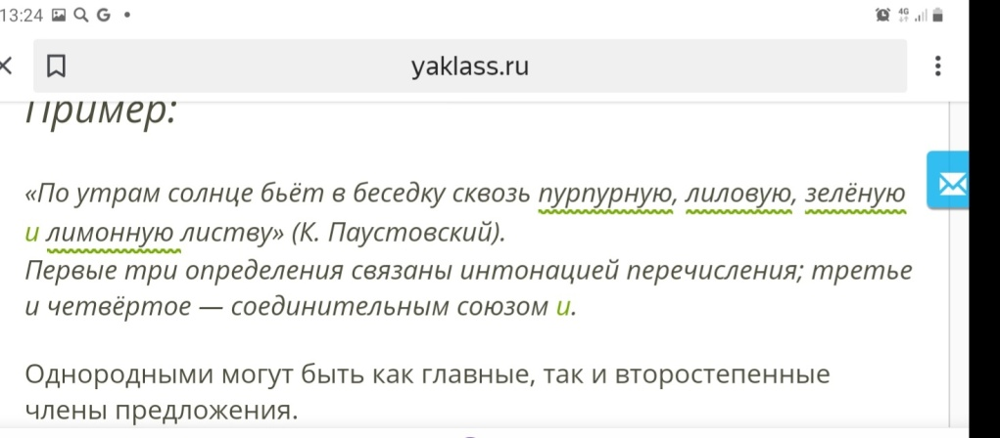 13:24 G
4G
yaklass.ru
Пример:
«По утрам солнце бьёт в беседку сквозь пурпурную, лиловую, зелёную
и лимонную листву» (К. Паустовский).
Первые три определения связаны интонацией перечисления; третье
и четвёртое — соединительным союзом и.
Однородными могут быть как главные, так и второстепенные
члены предложения.